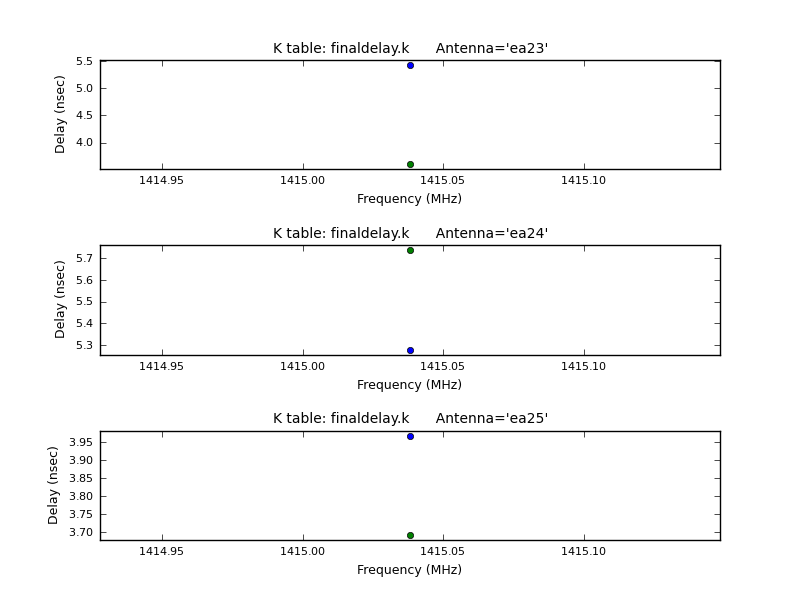 K table: finaldelay.k Antenna='ea23'
5.5
5.0
4.5
4.0
Delay (nsec)
1414.95 1415.00 1415.05 1415.10
Frequency (MHz)
K table: finaldelay.k Antenna='ea24'
5.7
5.6
5.5
5.4
5.3
Delay (nsec)
1414.95 1415.00 1415.05 1415.10
Frequency (MHz)
K table: finaldelay.k Antenna='ea25'
3.95
3.90
3.85
3.80
3.75
3.70
Delay (nsec)
1414.95 1415.00 1415.05 1415.10
Frequency (MHz)